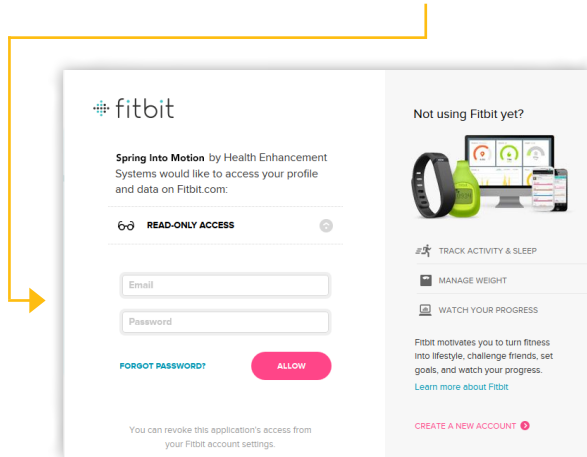 fitbit
Spring Into Motion by Health Enhancement
Systems would like to access your profile
and data on Fitbit.com:
READ-ONLY ACCESS
Email
Password
FORGOT PASSWORD?
ALLOW
You can revoke this application's access from
your Fitbit account settings.
Not using Fitbit yet?
TRACK ACTIVITY & SLEEP
MANAGE WEIGHT
WATCH YOUR PROGRESS
Fitbit motivates you to turn fitness
into lifestyle, challenge friends, set
goals, and watch your progress.
Learn more about Fitbit
CREATE A NEW ACCOUNT